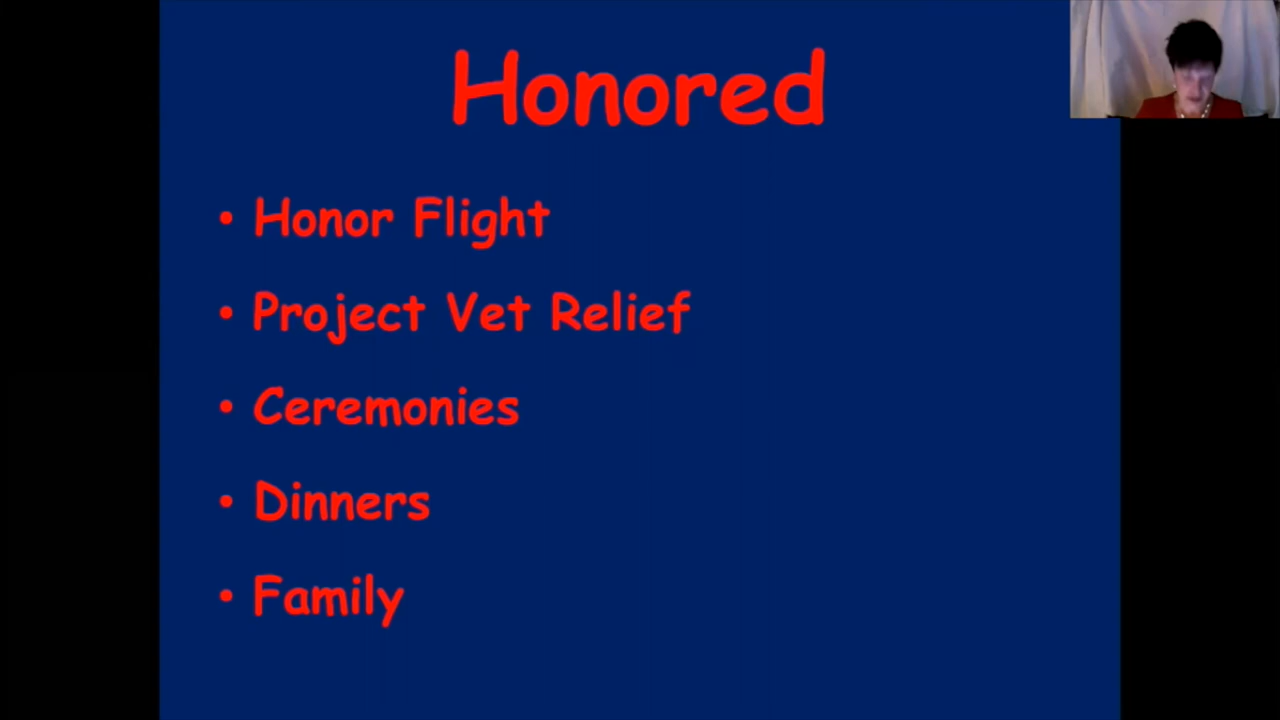 Honored
• Honor Flight
• Project Vet Relief
• Ceremonies
• Dinners
• Family